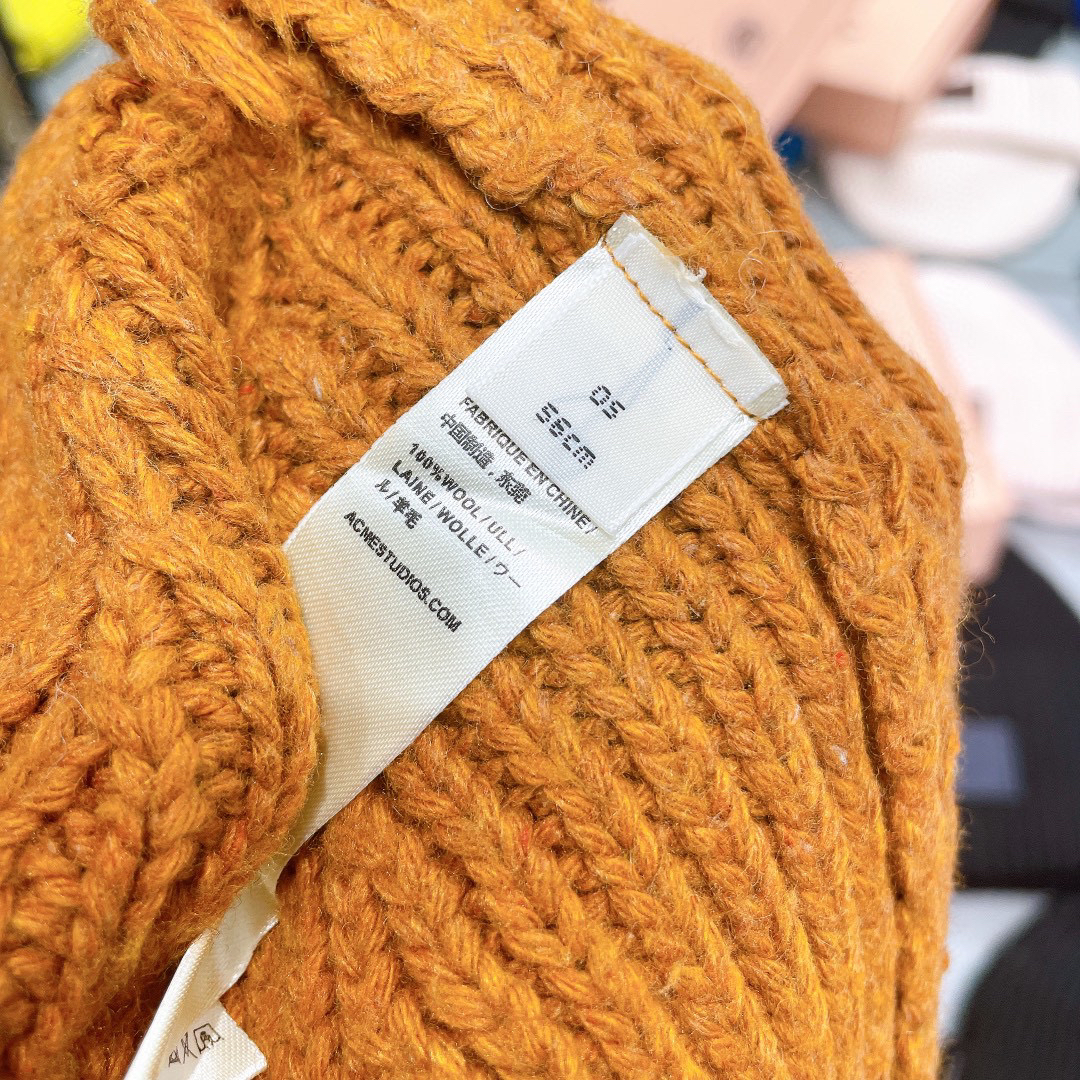 OS
56cm
FABRIQUE EN CHINE/
中国制造，东莞
100%WOOL/ULL/
LAINE/WOLLE/ウー
ル/羊毛
ACNESTUDIOS.COM